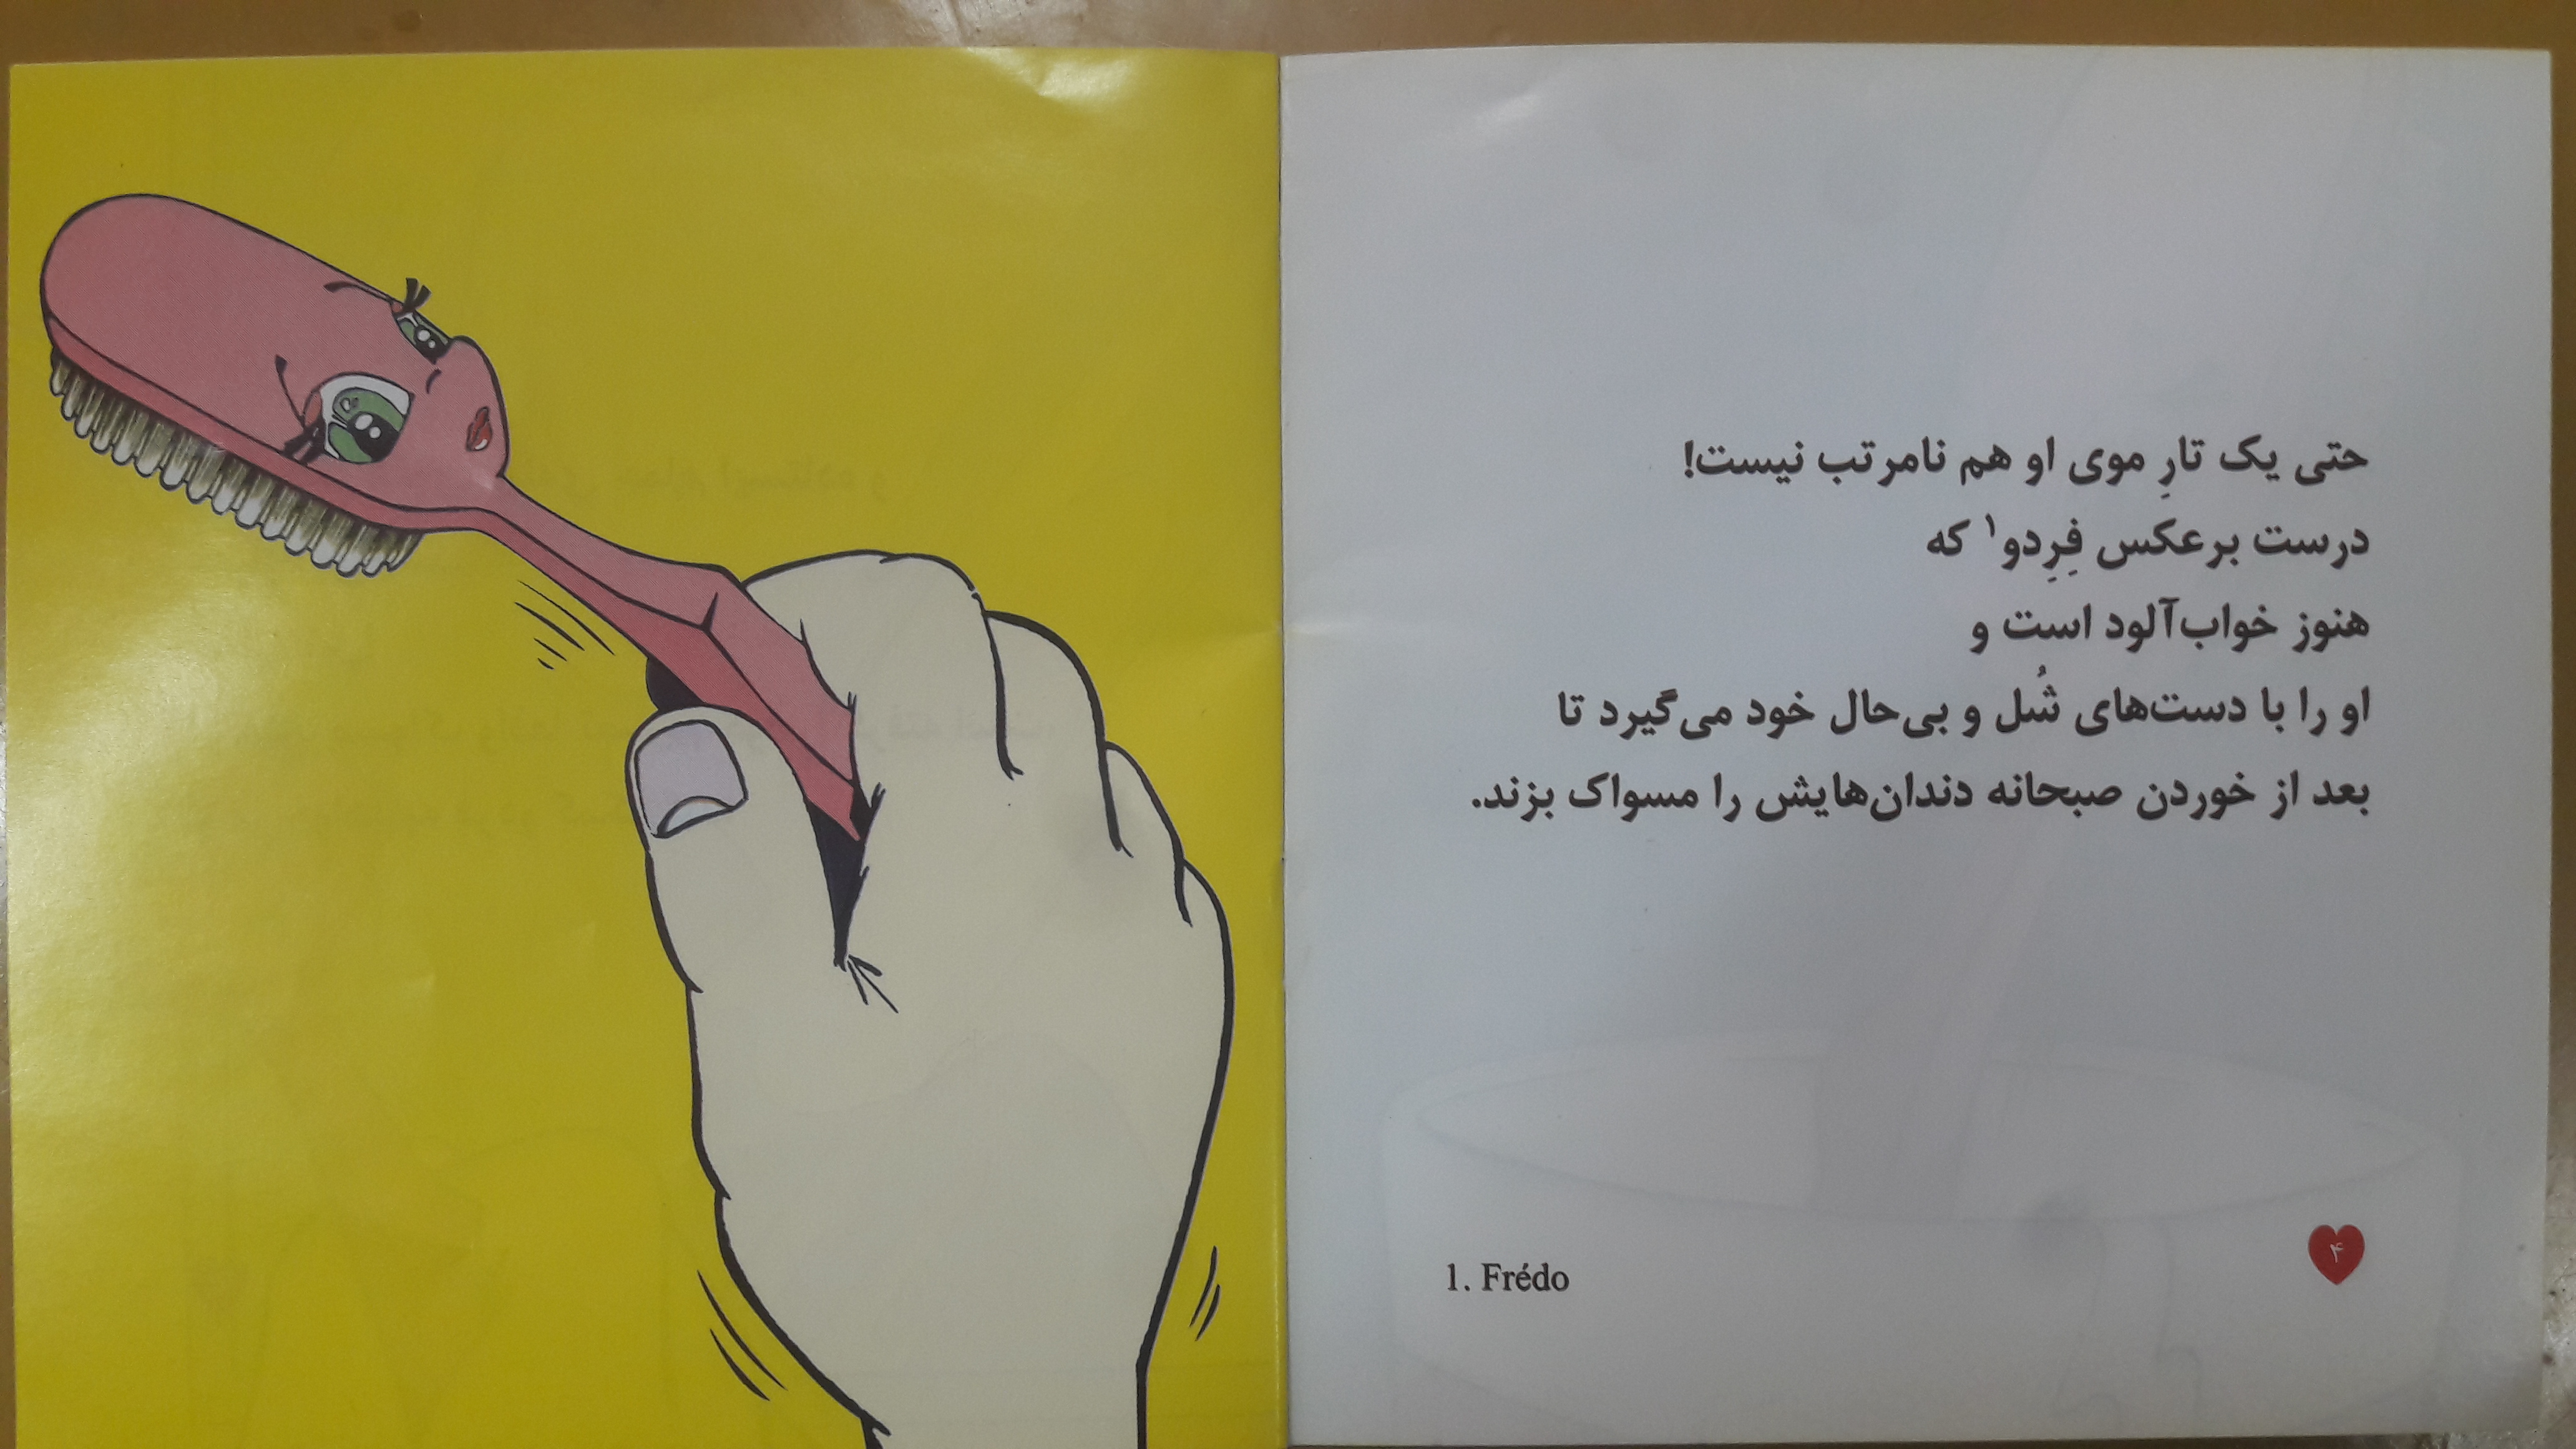 حتی یک تارِ موی او هم نامرتب نیست!
درست برعکس فِرِدو۱ که
هنوز خواب‌آلود است و
او را با دست‌های شُل و بی‌حال خود می‌گیرد تا
بعد از خوردن صبحانه دندان‌هایش را مسواک بزند.
1. Frédo
۴